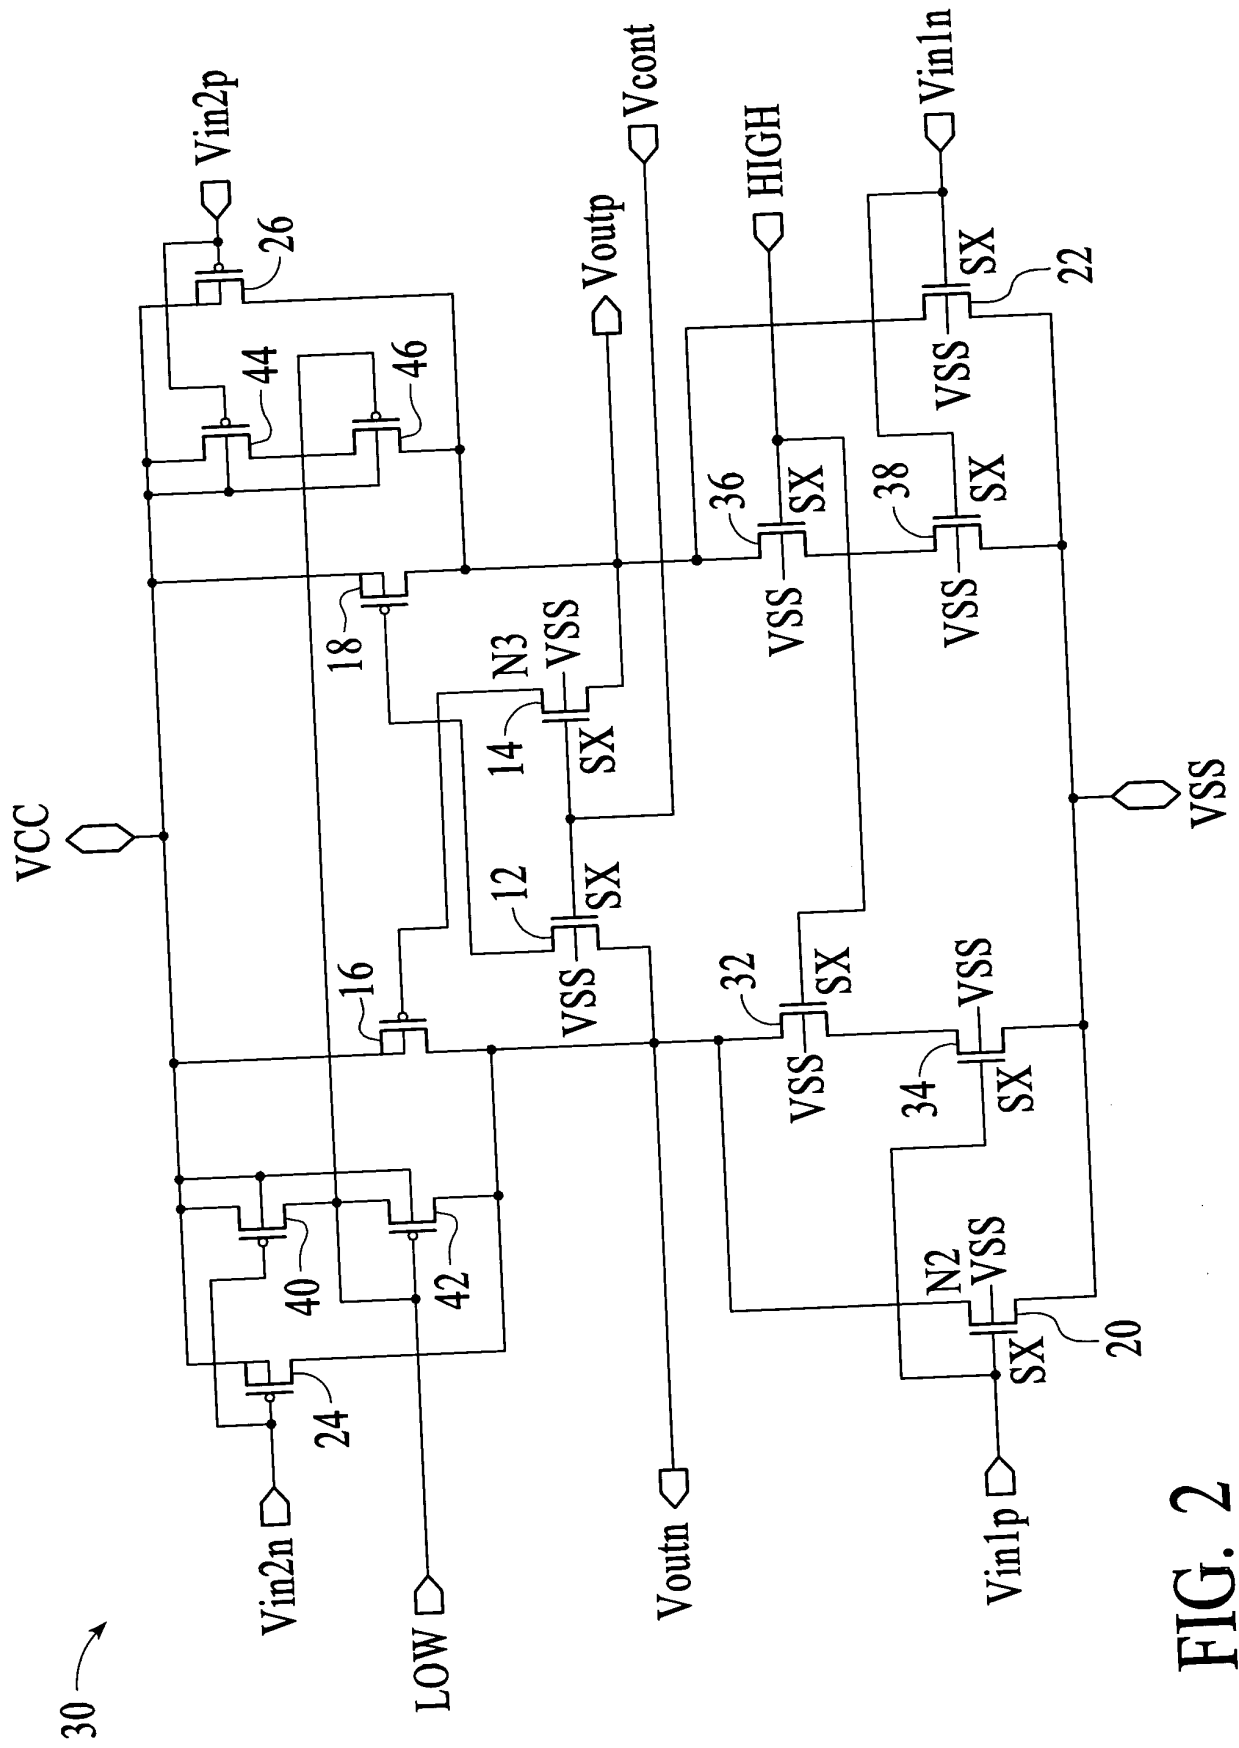 30
VCC
Vin2n
24
40
16
18
44
26
Vin2p
LOW
42
46
12
VSS
SX
14
N3
VSS
SX
Voutp
Vcont
Voutn
32
VSS
SX
36
VSS
SX
HIGH
34
VSS
SX
38
VSS
SX
Vin1p
N2
VSS
SX
20
VSS
SX
22
Vin1n
VSS
FIG. 2